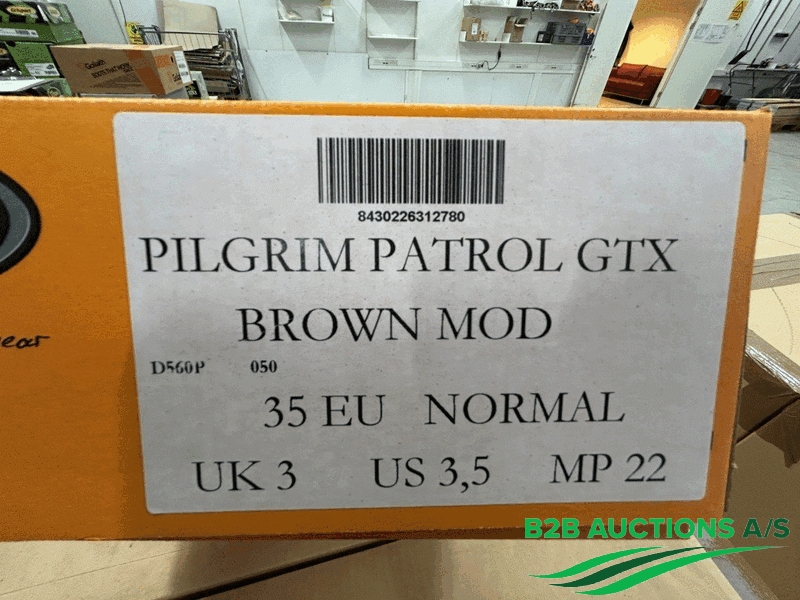 8430226312780
PILGRIM PATROL GTX
BROWN MOD
D560P 050
35 EU NORMAL
UK 3 US 3,5 MP 22
B2B AUCTIONS A/S